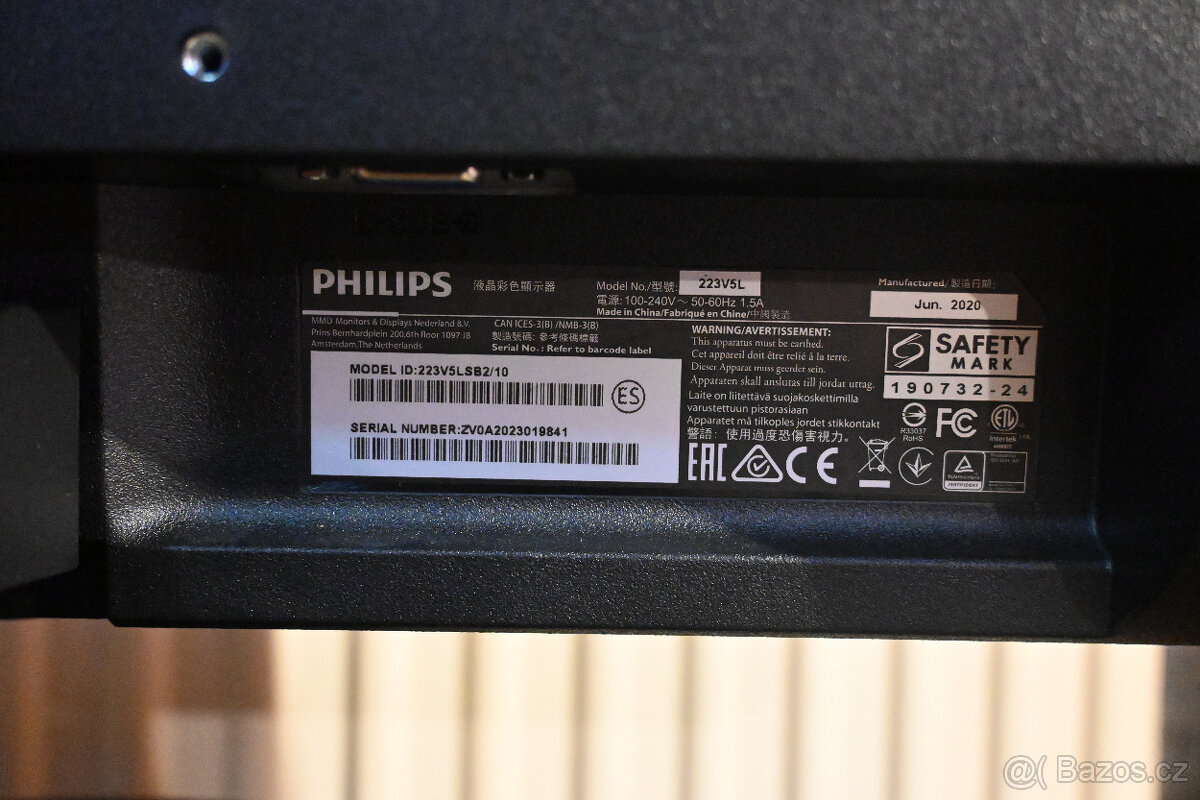 PHILIPS
液晶彩色顯示器
Model No./型號: 223V5L
電源: 100-240V ~ 50-60Hz 1.5A
Made in China/Fabriqué en Chine/中國製造
Manufactured/製造日期:
Jun. 2020
MMD Monitors & Displays Nederland B.V.
Prins Bernhardplein 200,6th floor 1097 JB
Amsterdam,The Netherlands
CAN ICES-3(B) /NMB-3(B)
製造號碼: 參考條碼標籤
Serial No. : Refer to barcode label
MODEL ID:223V5LSB2/10
ES
SERIAL NUMBER:ZV0A2023019841
WARNING/AVERTISSEMENT:
This apparatus must be earthed.
Cet appareil doit être relié à la terre.
Dieser Apparat muss geerdet sein.
Apparaten skall anslutas till jordat uttag.
Laite on liitettävä suojakoskettimilla
varustettuun pistorasiaan
Apparatet må tilkoples jordet stikkontakt
警語: 使用過度恐傷害視力。
SAFETY
MARK
190732-24
R33037
RoHS
FC
ETL
Intertek
EAC
CE
@( Bazos.cz